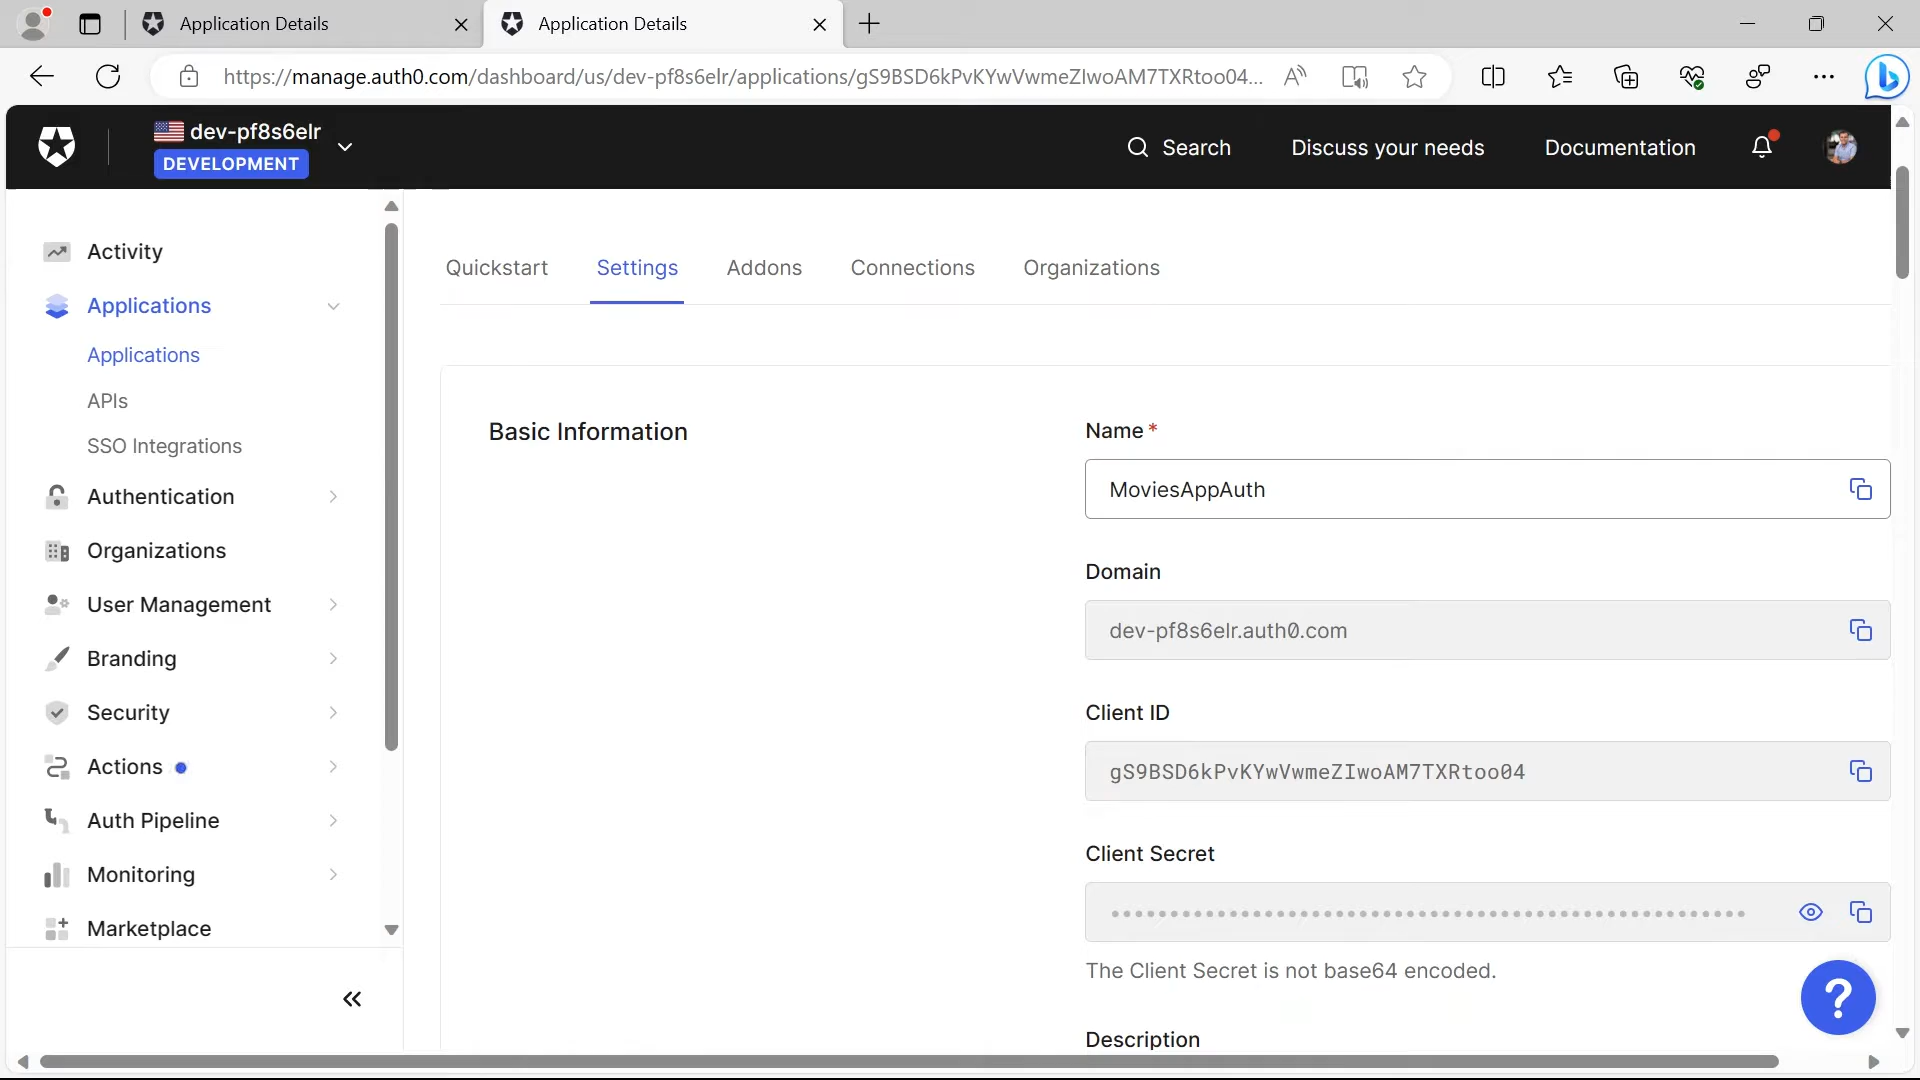 Application Details
Application Details
https://manage.auth0.com/dashboard/us/dev-pf8s6elr/applications/gS9BSD6kPvKYwVwmeZIwoAM7TXRtoo04...
dev-pf8s6elr
DEVELOPMENT
Search
Discuss your needs
Documentation
Activity
Applications
Applications
APIs
SSO Integrations
Authentication
Organizations
User Management
Branding
Security
Actions
Auth Pipeline
Monitoring
Marketplace
Quickstart
Settings
Addons
Connections
Organizations
Basic Information
Name *
MoviesAppAuth
Domain
dev-pf8s6elr.auth0.com
Client ID
gS9BSD6kPvKYwVwmeZIwoAM7TXRtoo04
Client Secret
The Client Secret is not base64 encoded.
Description